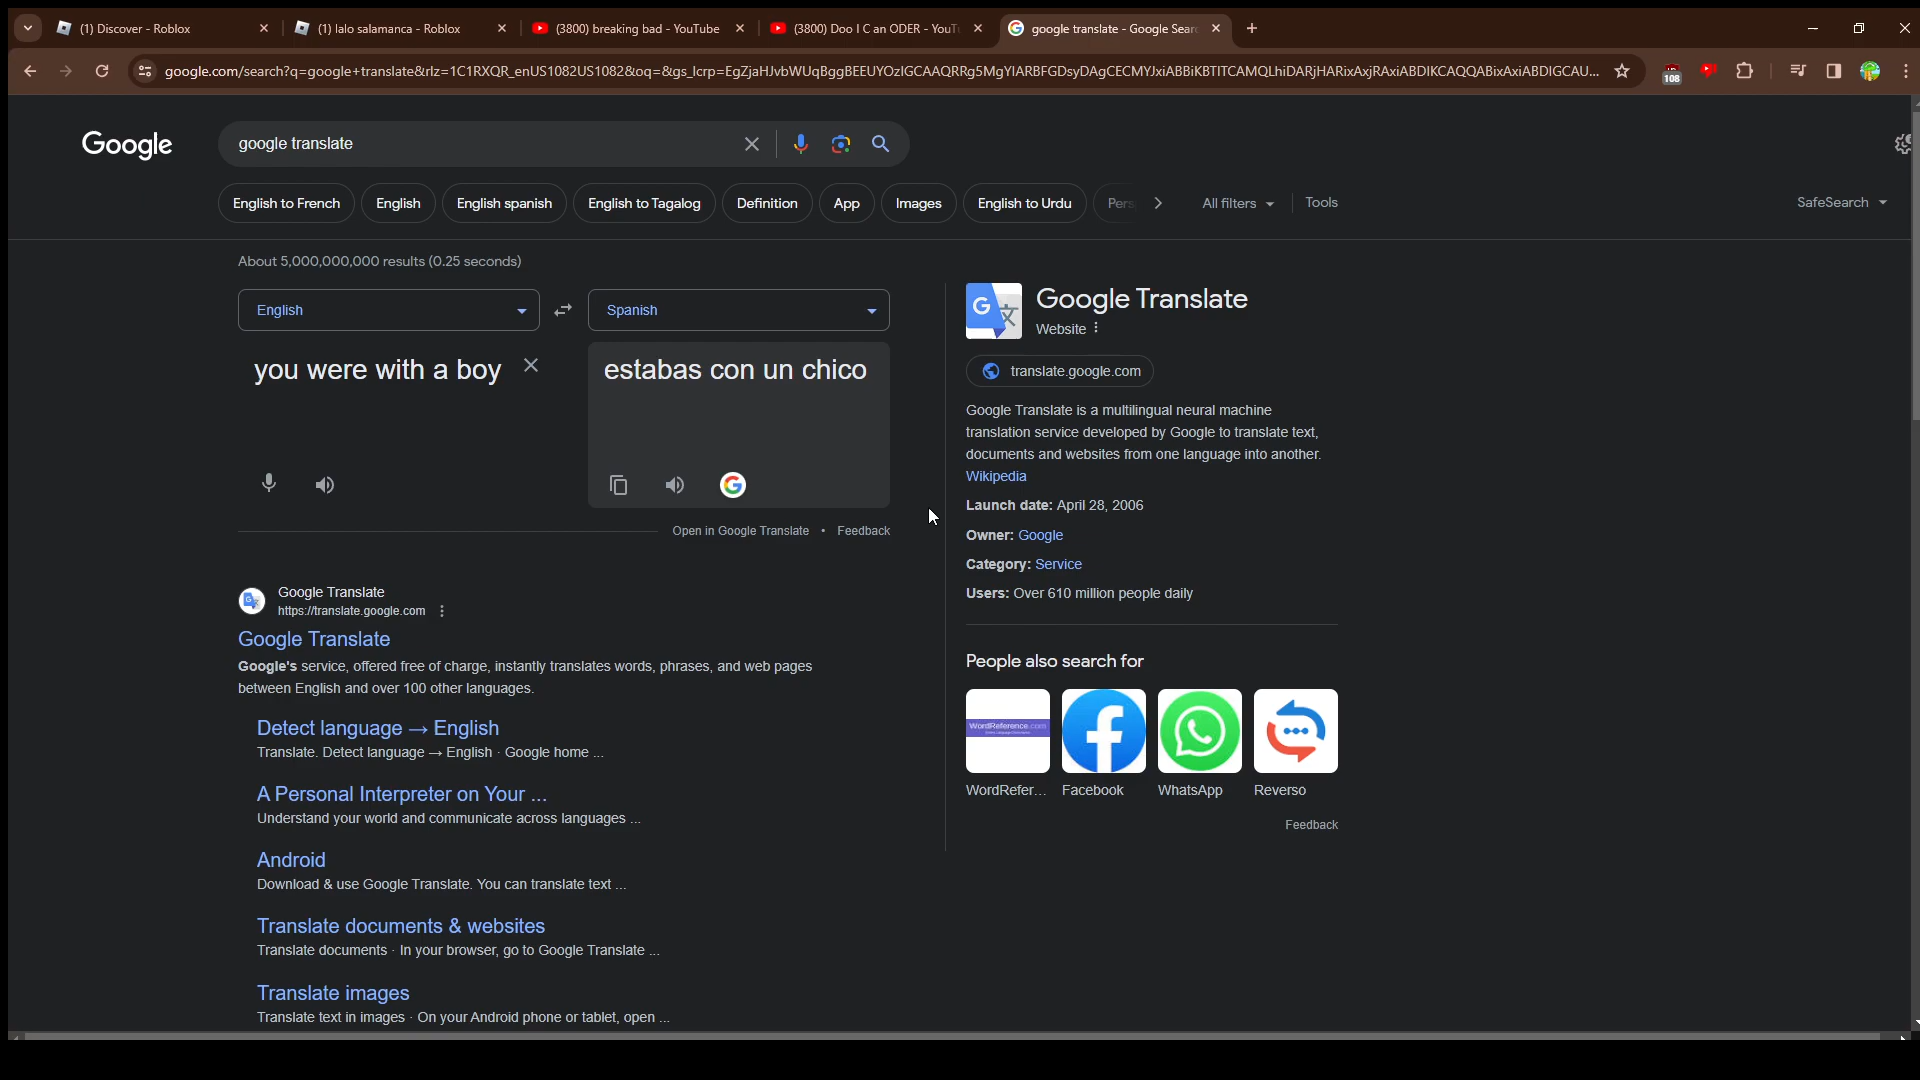 (1) Discover - Roblox
(1) lalo salamanca - Roblox
(3800) breaking bad - YouTube
(3800) Doo I C an ODER - YouT
google translate - Google Sear
google.com/search?q=google+translate&rlz=1C1RXQR_enUS1082US1082&oq=&gs_lcrp=EgZjaHJvbWUqBggBEEUYOzIGCAAQRRg5MgYIARBFGDsyDAgCECMYJxiABBiKBTITCAMQLhiDARjHARixAxjRAxiABDIKCAQQABixAxiABDIGCAU...
108
Google
google translate
English to French
English
English spanish
English to Tagalog
Definition
App
Images
English to Urdu
Pers
All filters
Tools
SafeSearch
About 5,000,000,000 results (0.25 seconds)
English
Spanish
you were with a boy
estabas con un chico
Open in Google Translate • Feedback
Google Translate
https://translate.google.com
Google Translate
Google's service, offered free of charge, instantly translates words, phrases, and web pages
between English and over 100 other languages.
Detect language → English
Translate. Detect language → English · Google home ...
A Personal Interpreter on Your ...
Understand your world and communicate across languages ...
Android
Download & use Google Translate. You can translate text ...
Translate documents & websites
Translate documents · In your browser, go to Google Translate ...
Translate images
Translate text in images · On your Android phone or tablet, open ...
Google Translate
Website
translate.google.com
Google Translate is a multilingual neural machine
translation service developed by Google to translate text,
documents and websites from one language into another.
Wikipedia
Launch date: April 28, 2006
Owner: Google
Category: Service
Users: Over 610 million people daily
People also search for
WordReference.com
WordRefer...
Facebook
WhatsApp
Reverso
Feedback